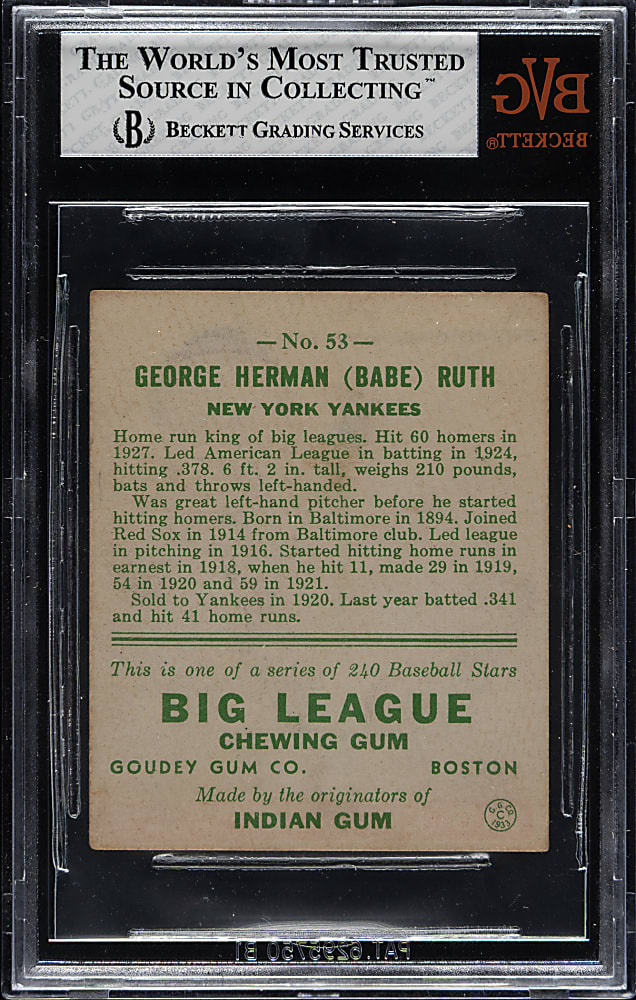 THE WORLD'S MOST TRUSTED
SOURCE IN COLLECTING™
B BECKETT GRADING SERVICES
BVG
BECKETT®
— No. 53 —
GEORGE HERMAN (BABE) RUTH
NEW YORK YANKEES
Home run king of big leagues. Hit 60 homers in
1927. Led American League in batting in 1924,
hitting .378. 6 ft. 2 in. tall, weighs 210 pounds,
bats and throws left-handed.
Was great left-hand pitcher before he started
hitting homers. Born in Baltimore in 1894. Joined
Red Sox in 1914 from Baltimore club. Led league
in pitching in 1916. Started hitting home runs in
earnest in 1918, when he hit 11, made 29 in 1919,
54 in 1920 and 59 in 1921.
Sold to Yankees in 1920. Last year batted .341
and hit 41 home runs.
This is one of a series of 240 Baseball Stars
BIG LEAGUE
CHEWING GUM
GOUDEY GUM CO. BOSTON
Made by the originators of
INDIAN GUM
G.G.CO.
C
1933
PAT.6295750 B1